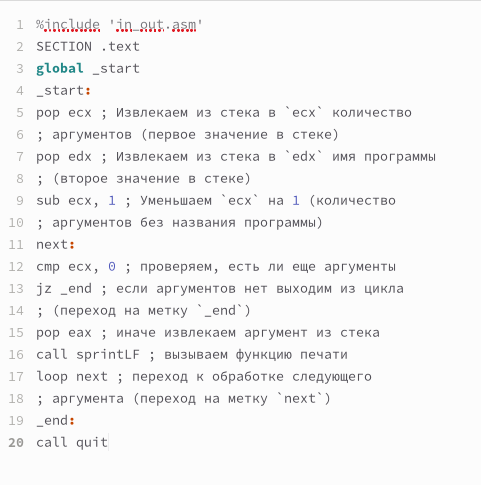 1 %include 'in_out.asm'
2 SECTION .text
3 global _start
4 _start:
5 pop ecx ; Извлекаем из стека в `ecx` количество
6 ; аргументов (первое значение в стеке)
7 pop edx ; Извлекаем из стека в `edx` имя программы
8 ; (второе значение в стеке)
9 sub ecx, 1 ; Уменьшаем `ecx` на 1 (количество
10 ; аргументов без названия программы)
11 next:
12 cmp ecx, 0 ; проверяем, есть ли еще аргументы
13 jz _end ; если аргументов нет выходим из цикла
14 ; (переход на метку `_end`)
15 pop eax ; иначе извлекаем аргумент из стека
16 call sprintLF ; вызываем функцию печати
17 loop next ; переход к обработке следующего
18 ; аргумента (переход на метку `next`)
19 _end:
20 call quit